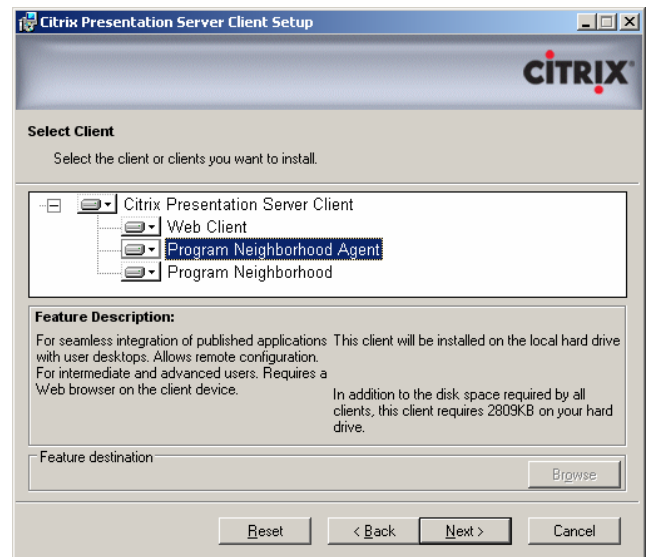 Citrix Presentation Server Client Setup
CITRIX
Select Client
Select the client or clients you want to install.
Citrix Presentation Server Client
Web Client
Program Neighborhood Agent
Program Neighborhood
Feature Description:
For seamless integration of published applications
with user desktops. Allows remote configuration.
For intermediate and advanced users. Requires a
Web browser on the client device.
This client will be installed on the local hard drive
In addition to the disk space required by all
clients, this client requires 2809KB on your hard
drive.
Feature destination
Browse
Reset
< Back
Next >
Cancel